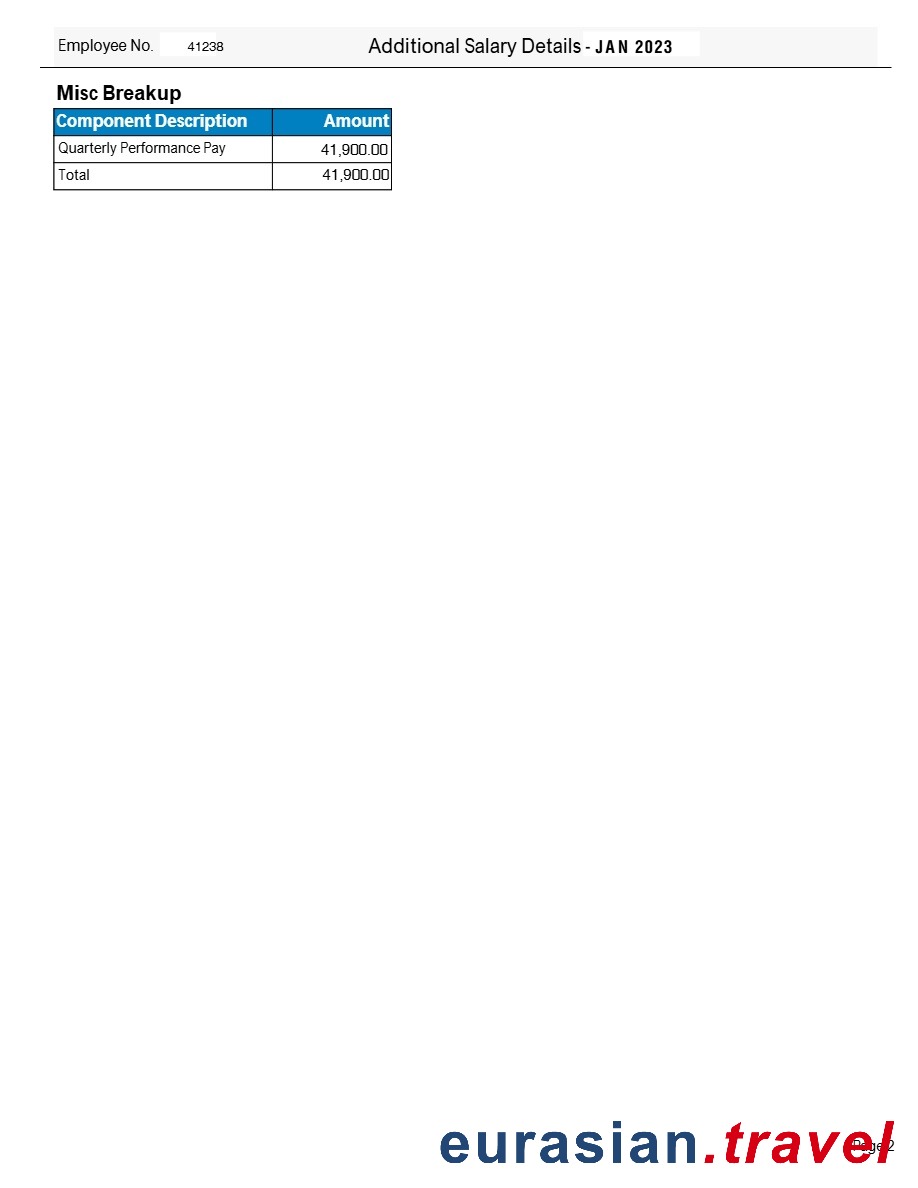 Employee No. 41238 Additional Salary Details - JAN 2023
Misc Breakup
Component Description Amount
Quarterly Performance Pay 41,900.00
Total 41,900.00
eurasian.travel
Page 2